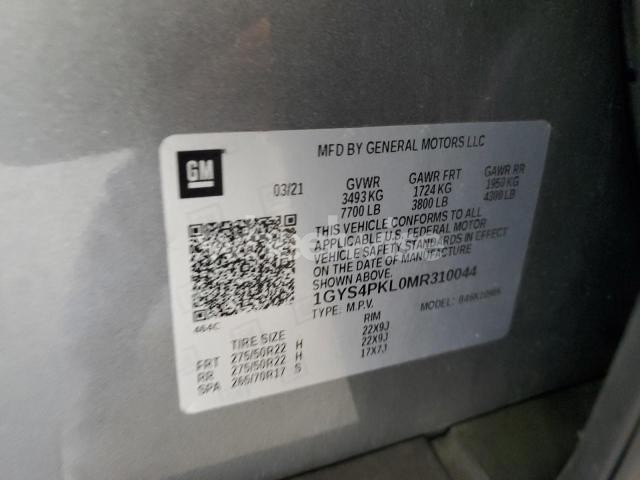 GM
MFD BY GENERAL MOTORS LLC
03/21
GVWR GAWR FRT GAWR RR
3493 KG 1724 KG 1950 KG
7700 LB 3800 LB 4300 LB
THIS VEHICLE CONFORMS TO ALL
APPLICABLE U.S. FEDERAL MOTOR
VEHICLE SAFETY STANDARDS IN EFFECT
ON THE DATE OF MANUFACTURE
SHOWN ABOVE.
1GYS4PKL0MR310044
TYPE: M.P.V. MODEL:
464C
TIRE SIZE RIM
FRT 275/50R22 H 22X9J
RR 275/50R22 H 22X9J
SPA 265/70R17 S 17X7J